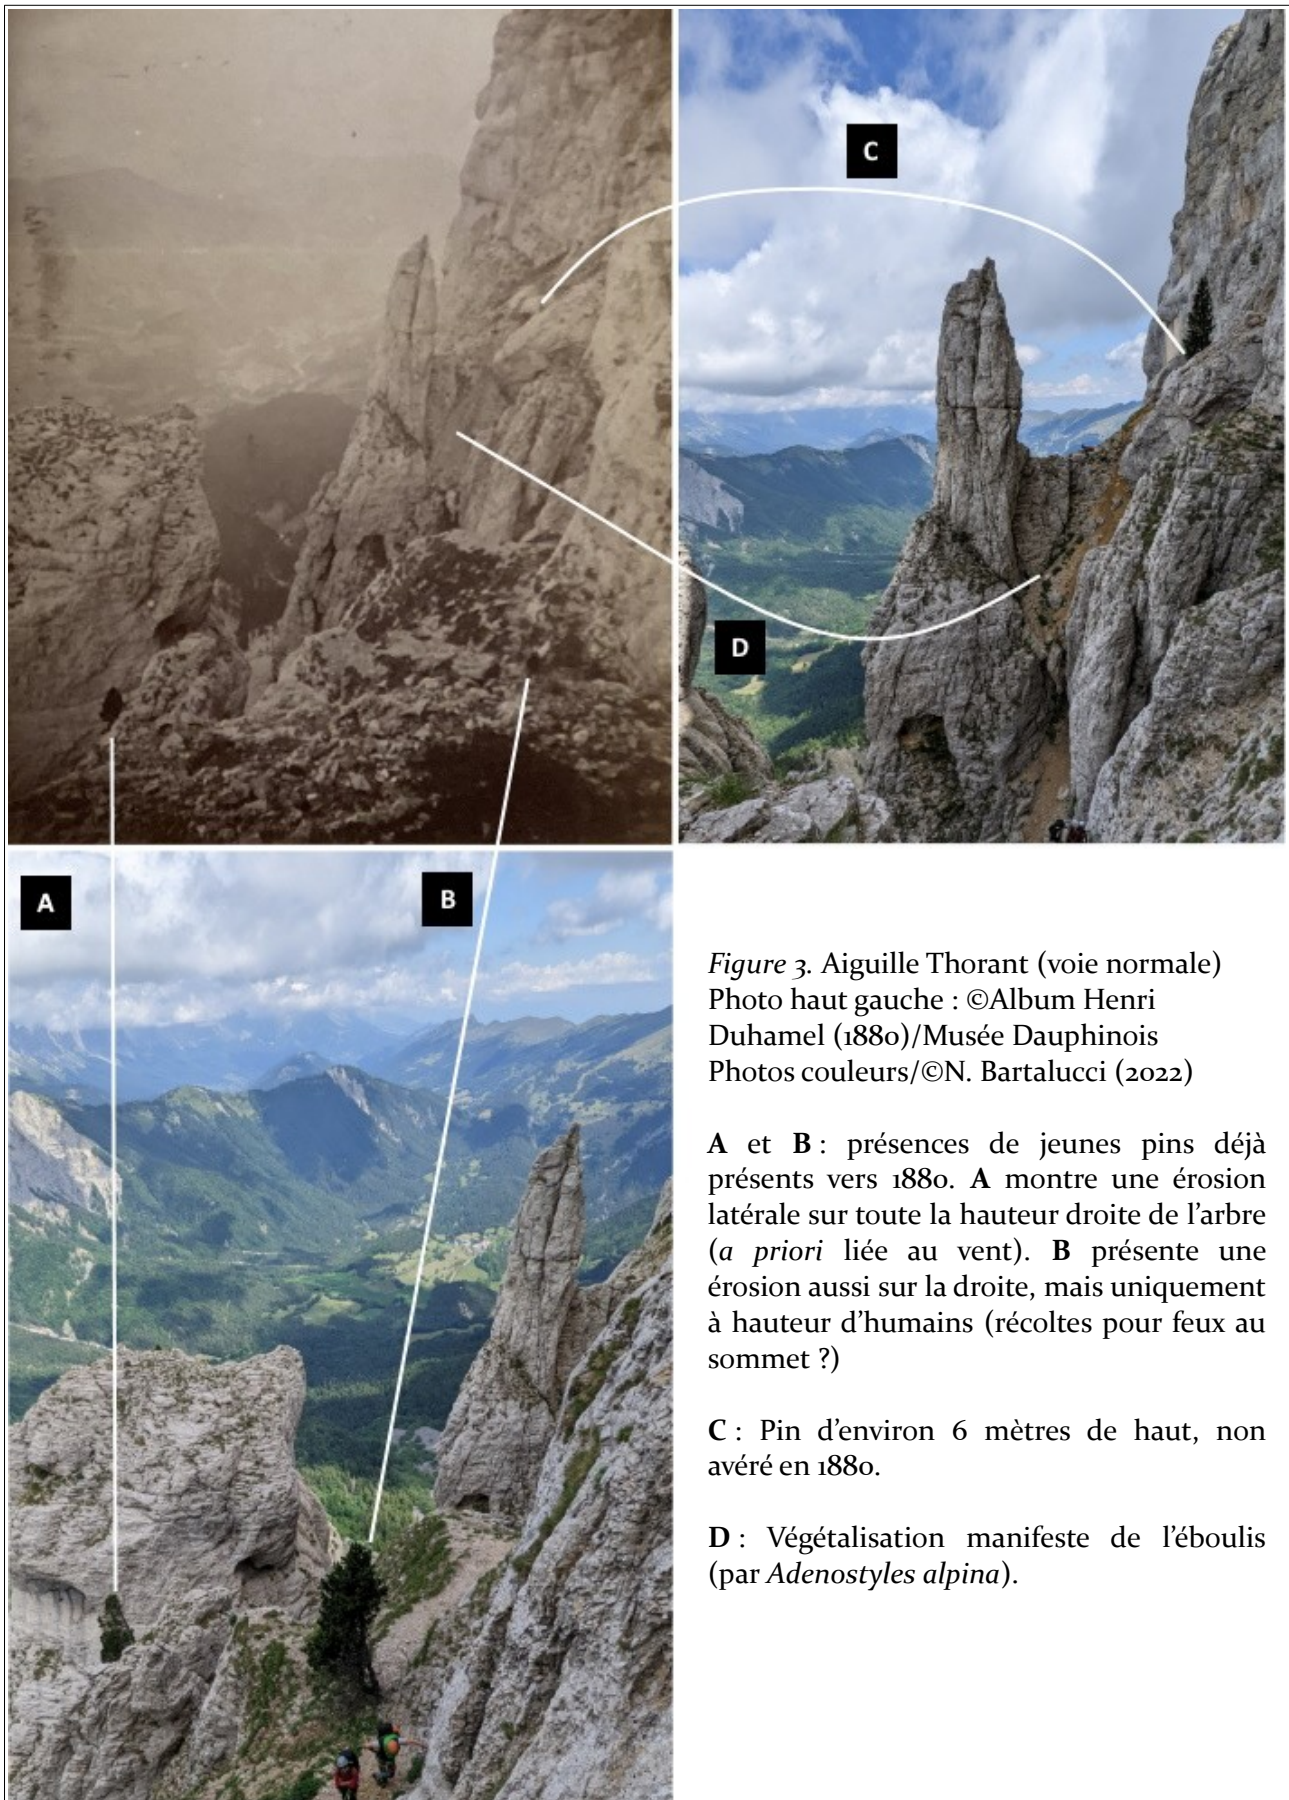 C
D
A
B
Figure 3. Aiguille Thorant (voie normale)
Photo haut gauche : ©Album Henri
Duhamel (1880)/Musée Dauphinois
Photos couleurs/©N. Bartalucci (2022)
A et B : présences de jeunes pins déjà
présents vers 1880. A montre une érosion
latérale sur toute la hauteur droite de l’arbre
(a priori liée au vent). B présente une
érosion aussi sur la droite, mais uniquement
à hauteur d’humains (récoltes pour feux au
sommet ?)
C : Pin d’environ 6 mètres de haut, non
avéré en 1880.
D : Végétalisation manifeste de l’éboulis
(par Adenostyles alpina).